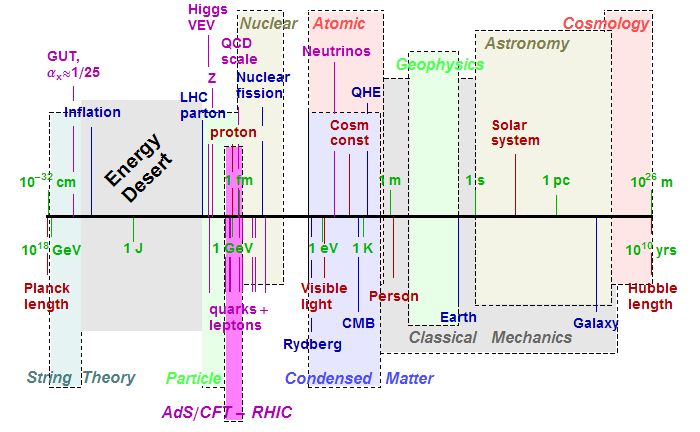 Higgs
VEV
Nuclear
Atomic
Cosmology
GUT,
αx≈1/25
QCD
scale
Neutrinos
Astronomy
Geophysics
Z
Nuclear
fission
QHE
Inflation
LHC
parton
proton
Cosm
const
Solar
system
Energy
Desert
10⁻³² cm
1 fm
1 m
1 s
1 pc
10²⁶ m
10¹⁸ GeV
1 J
1 GeV
1 eV
1 K
10¹⁰ yrs
Planck
length
quarks +
leptons
Visible
light
Person
Hubble
length
CMB
Earth
Galaxy
Rydberg
Classical Mechanics
String Theory
Particle
Condensed Matter
AdS/CFT – RHIC